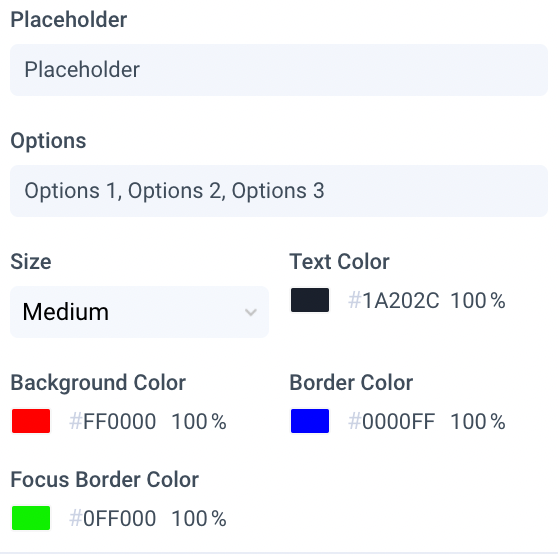 Placeholder
Placeholder
Options
Options 1, Options 2, Options 3
Size
Text Color
Medium
#1A202C 100%
Background Color
Border Color
#FF0000 100%
#0000FF 100%
Focus Border Color
#0FF000 100%